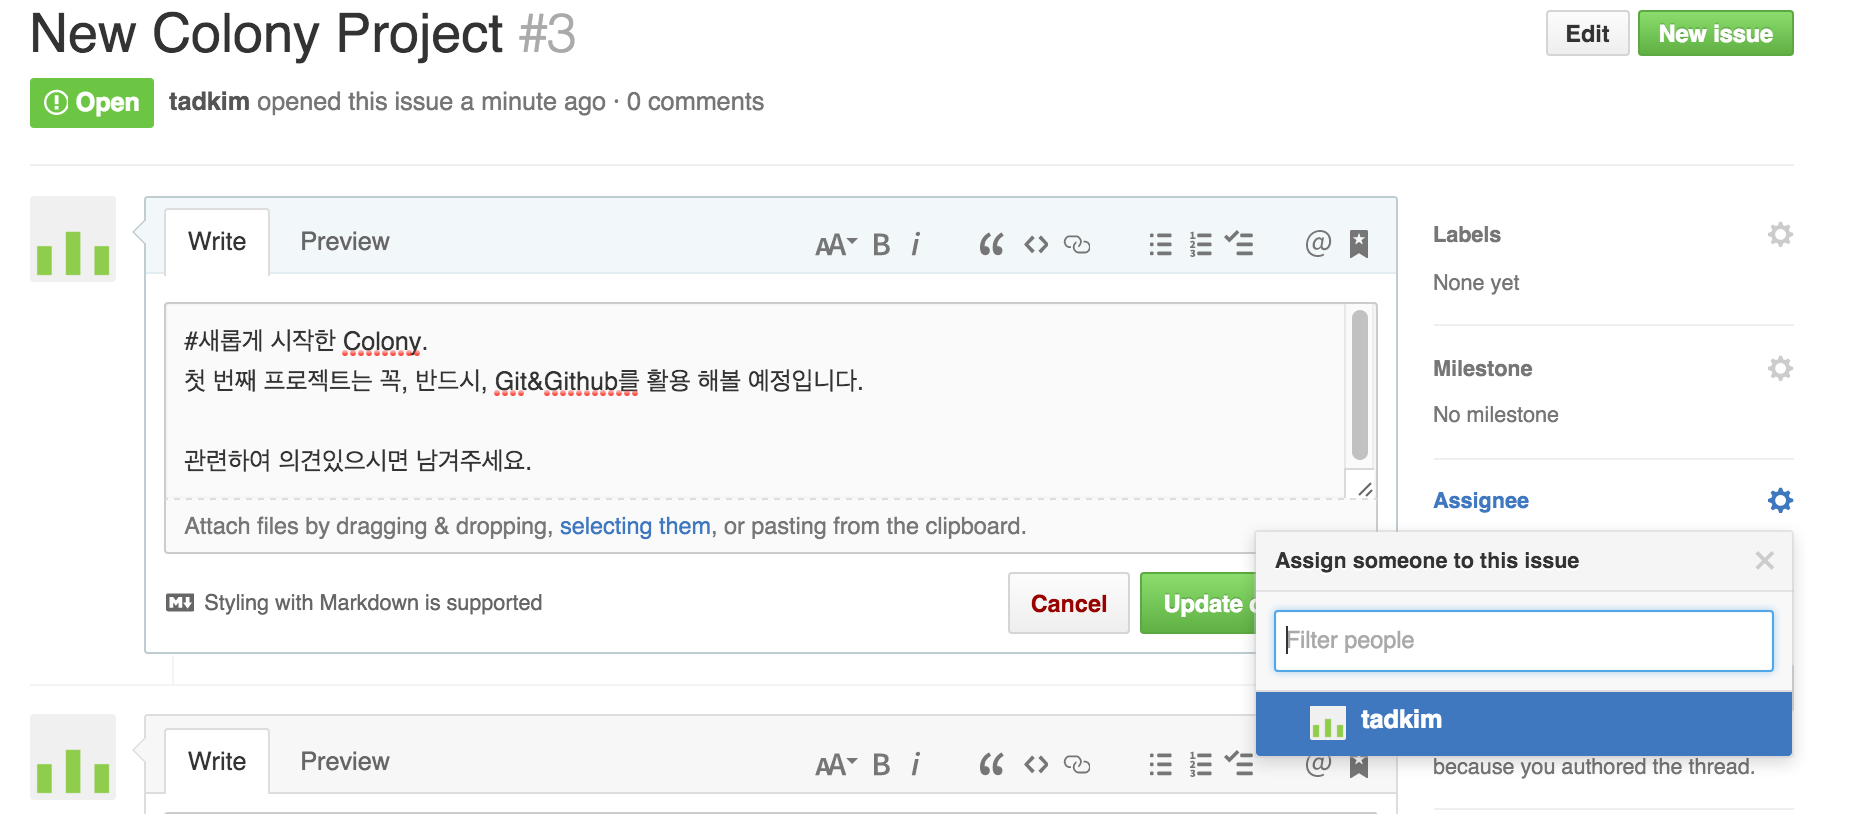 New Colony Project #3
Edit
New issue
Open
tadkim opened this issue a minute ago · 0 comments
Write
Preview
AA
B
i
@
#새롭게 시작한 Colony.
첫 번째 프로젝트는 꼭, 반드시, Git&Github를 활용 해볼 예정입니다.
관련하여 의견있으시면 남겨주세요.
Attach files by dragging & dropping, selecting them, or pasting from the clipboard.
Styling with Markdown is supported
Cancel
Update
Labels
None yet
Milestone
No milestone
Assignee
Assign someone to this issue
Filter people
tadkim
because you authored the thread.
Write
Preview
AA
B
i
@